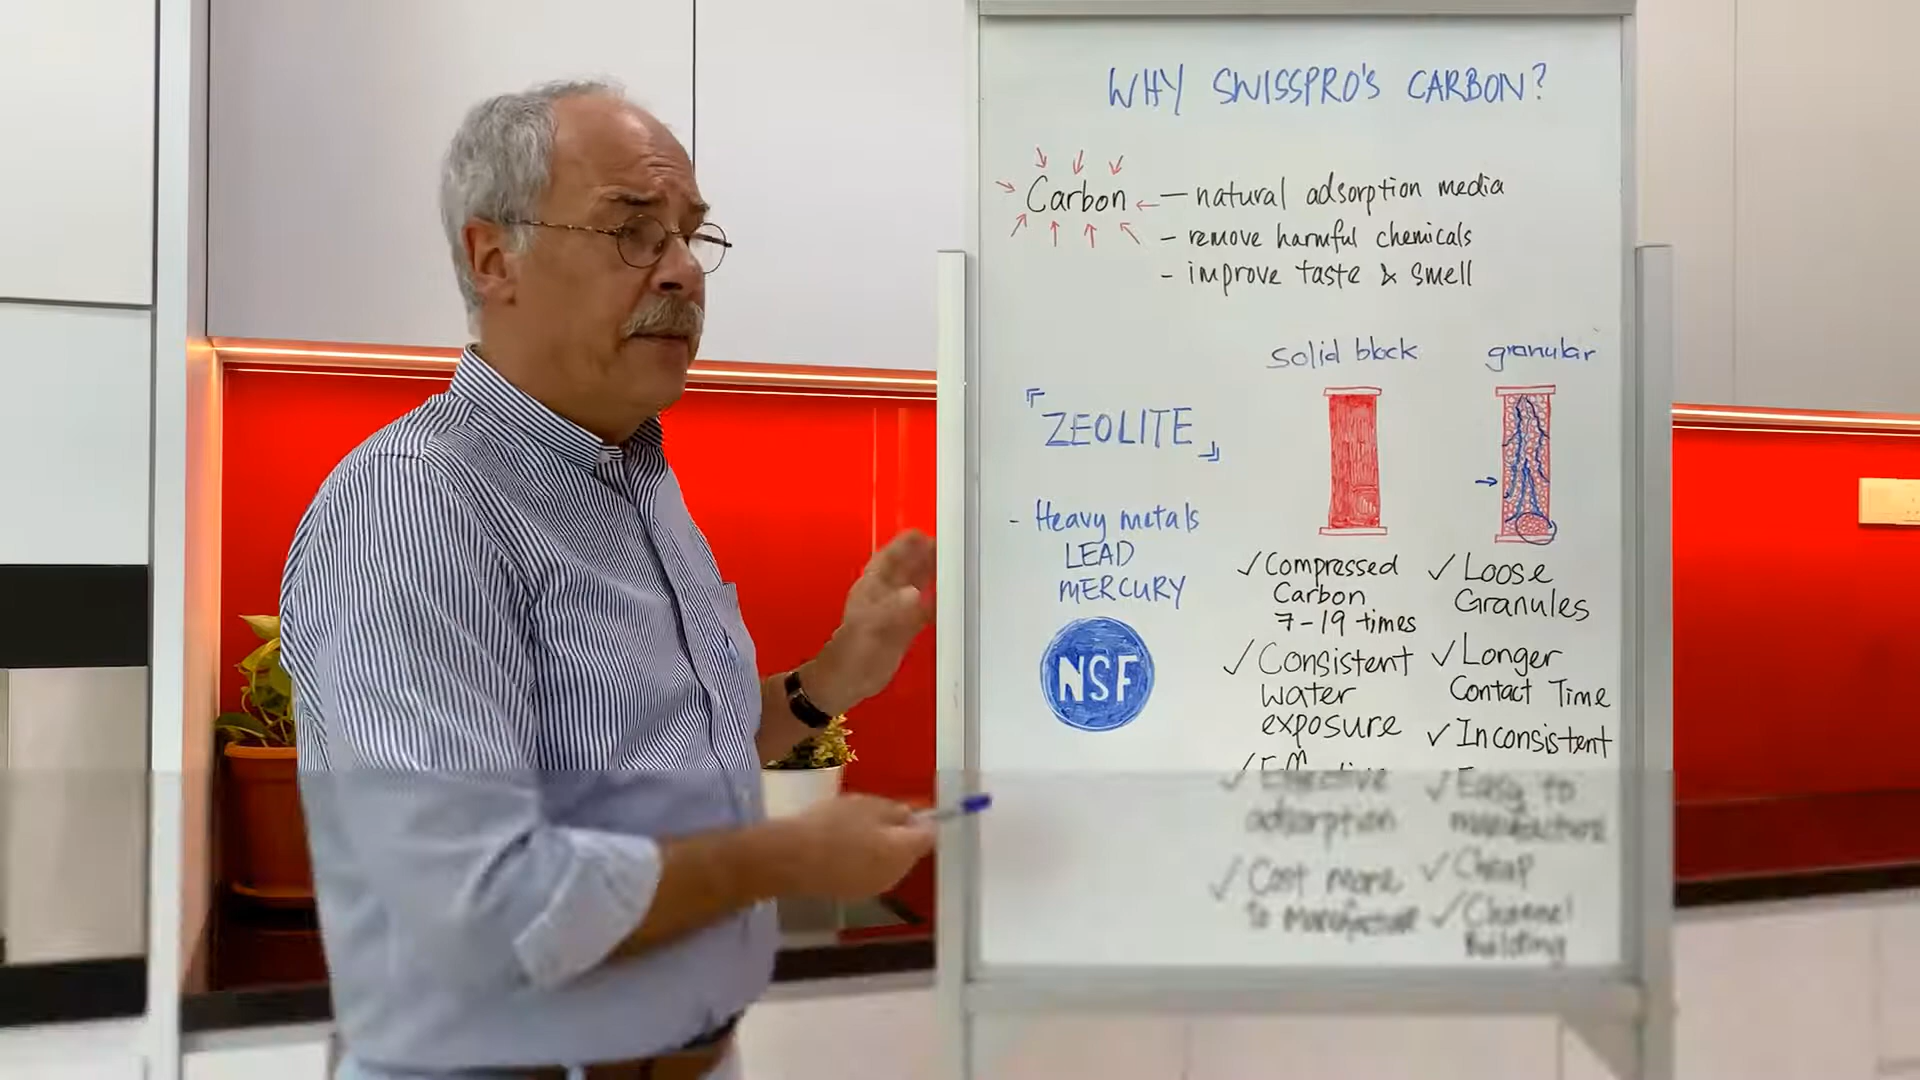 WHY SWISSPRO'S CARBON?
Carbon — natural adsorption media
- remove harmful chemicals
- improve taste & smell
『ZEOLITE』
- Heavy metals
LEAD
MERCURY
NSF
solid block
✓ Compressed
Carbon
7-19 times
✓ Consistent
water
exposure
✓ Effective
adsorption
✓ Cost more
to manufacture
granular
✓ Loose
Granules
✓ Longer
Contact Time
✓ Inconsistent
✓ Easy to
manufacture
✓ Cheap
✓ Channel
Building